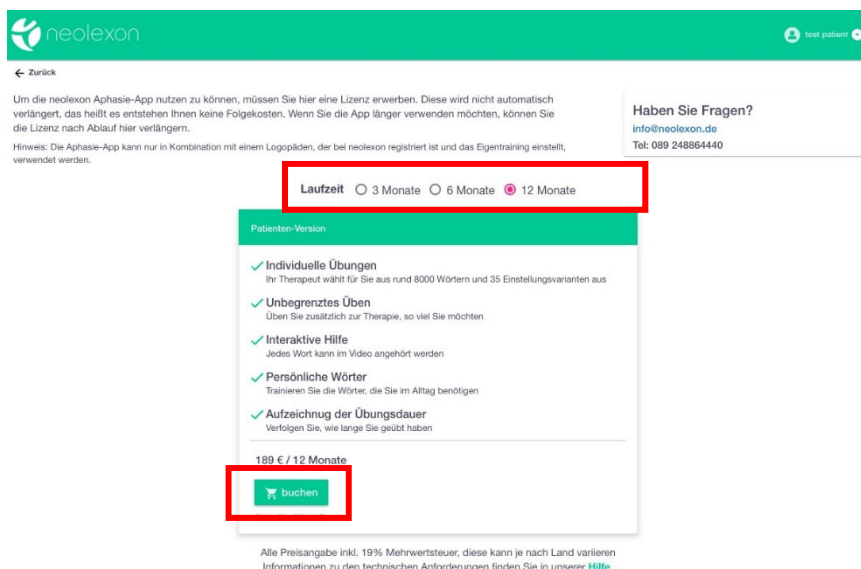 neolexon
test patient
← Zurück
Um die neolexon Aphasie-App nutzen zu können, müssen Sie hier eine Lizenz erwerben. Diese wird nicht automatisch
verlängert, das heißt es entstehen Ihnen keine Folgekosten. Wenn Sie die App länger verwenden möchten, können Sie
die Lizenz nach Ablauf hier verlängern.
Hinweis: Die Aphasie-App kann nur in Kombination mit einem Logopäden, der bei neolexon registriert ist und das Eigentraining einstellt,
verwendet werden.
Haben Sie Fragen?
info@neolexon.de
Tel: 089 248864440
Laufzeit 3 Monate 6 Monate 12 Monate
Patienten-Version
Individuelle Übungen
Ihr Therapeut wählt für Sie aus rund 8000 Wörtern und 35 Einstellungsvarianten aus
Unbegrenztes Üben
Üben Sie zusätzlich zur Therapie, so viel Sie möchten
Interaktive Hilfe
Jedes Wort kann im Video angehört werden
Persönliche Wörter
Trainieren Sie die Wörter, die Sie im Alltag benötigen
Aufzeichnug der Übungsdauer
Verfolgen Sie, wie lange Sie geübt haben
189 € / 12 Monate
buchen
Alle Preisangabe inkl. 19% Mehrwertsteuer, diese kann je nach Land variieren
Informationen zu den technischen Anforderungen finden Sie in unserer Hilfe